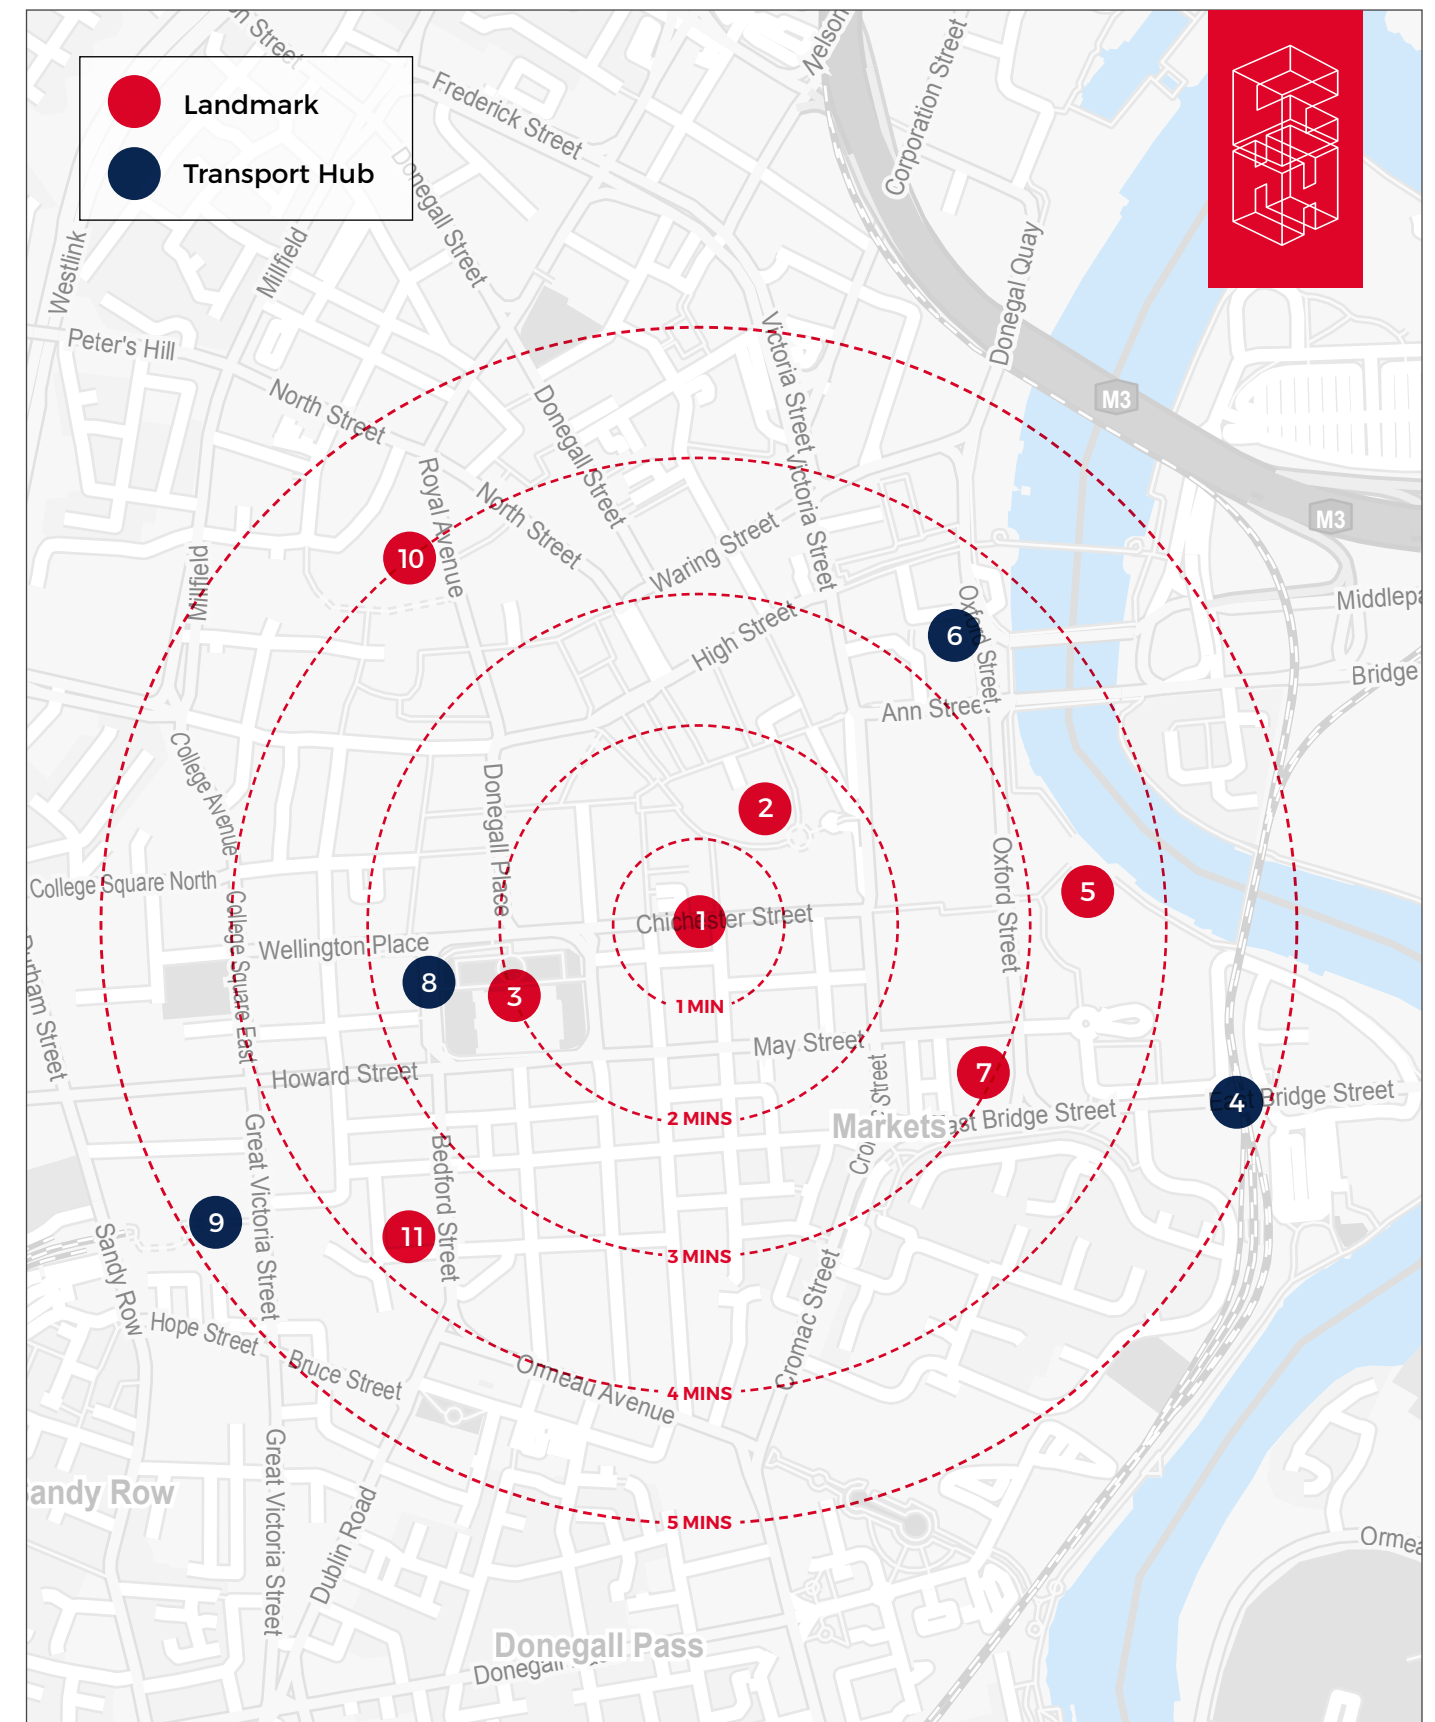 Landmark
Transport Hub
Frederick Street
Corporation Street
Donegall Street
Westlink
Millfield
Donegal Quay
Peter's Hill
Victoria Street
M3
North Street
Donegall Street
Royal Avenue
North Street
Victoria Street
M3
Waring Street
10
Millfield
High Street
Oxford Street
6
Bridge
Ann Street
College Avenue
Donegall Place
2
Oxford Street
College Square North
5
College Square East
Chichester Street
1
Wellington Place
8
3
1 MIN
May Street
Howard Street
7
4
East Bridge Street
2 MINS
Markets
East Bridge Street
Great Victoria Street
Bedford Street
9
11
3 MINS
Sandy Row
Hope Street
Cromac Street
Bruce Street
Ormeau Avenue
4 MINS
Great Victoria Street
Dublin Road
5 MINS
Donegall Pass